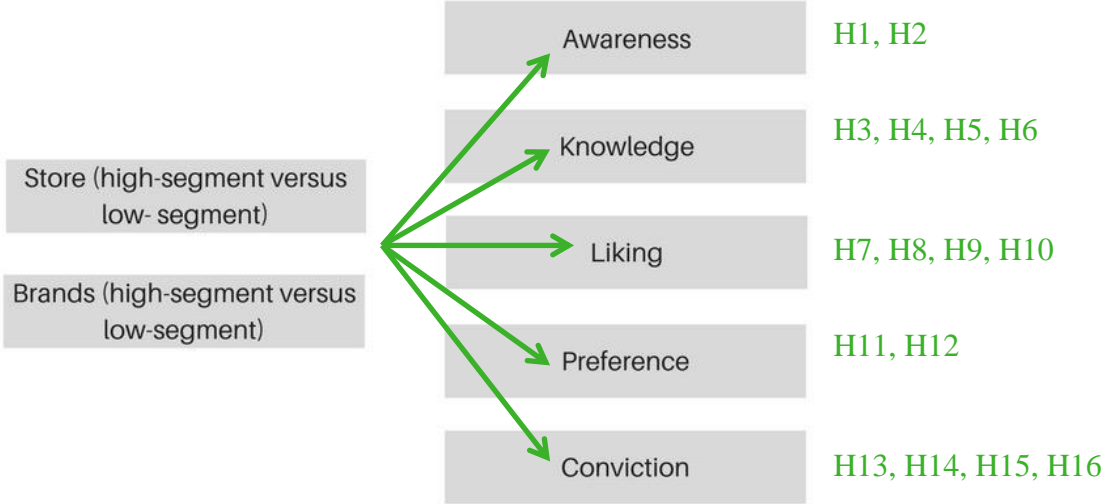 Awareness
H1, H2
Knowledge
H3, H4, H5, H6
Store (high-segment versus
low- segment)
Liking
H7, H8, H9, H10
Brands (high-segment versus
low-segment)
Preference
H11, H12
Conviction
H13, H14, H15, H16